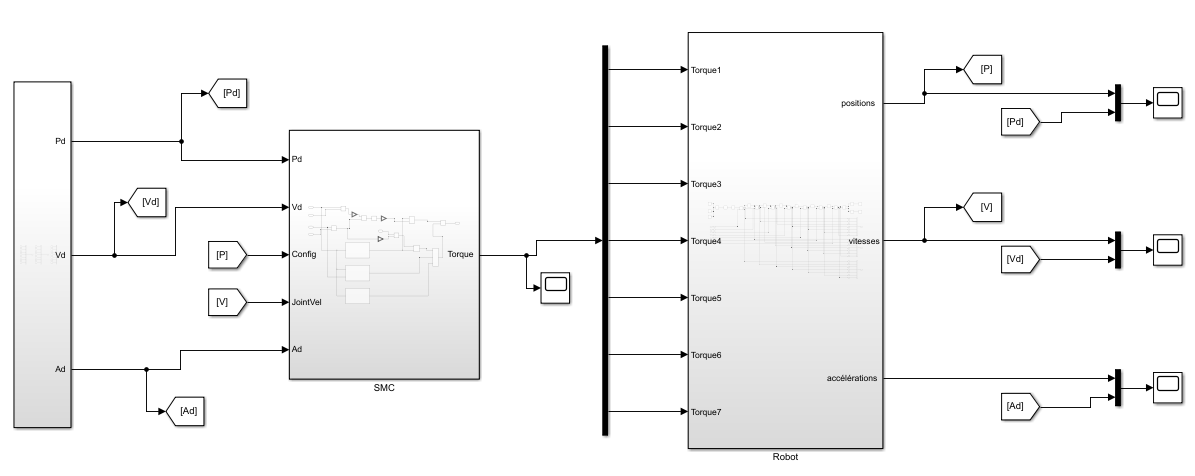 Pd
Vd
Ad
[Pd]
[Vd]
[P]
[V]
[Ad]
Pd
Vd
Config
JointVel
Ad
Torque
SMC
Torque1
Torque2
Torque3
Torque4
Torque5
Torque6
Torque7
positions
vitesses
accélérations
Robot
[P]
[Pd]
[V]
[Vd]
[Ad]